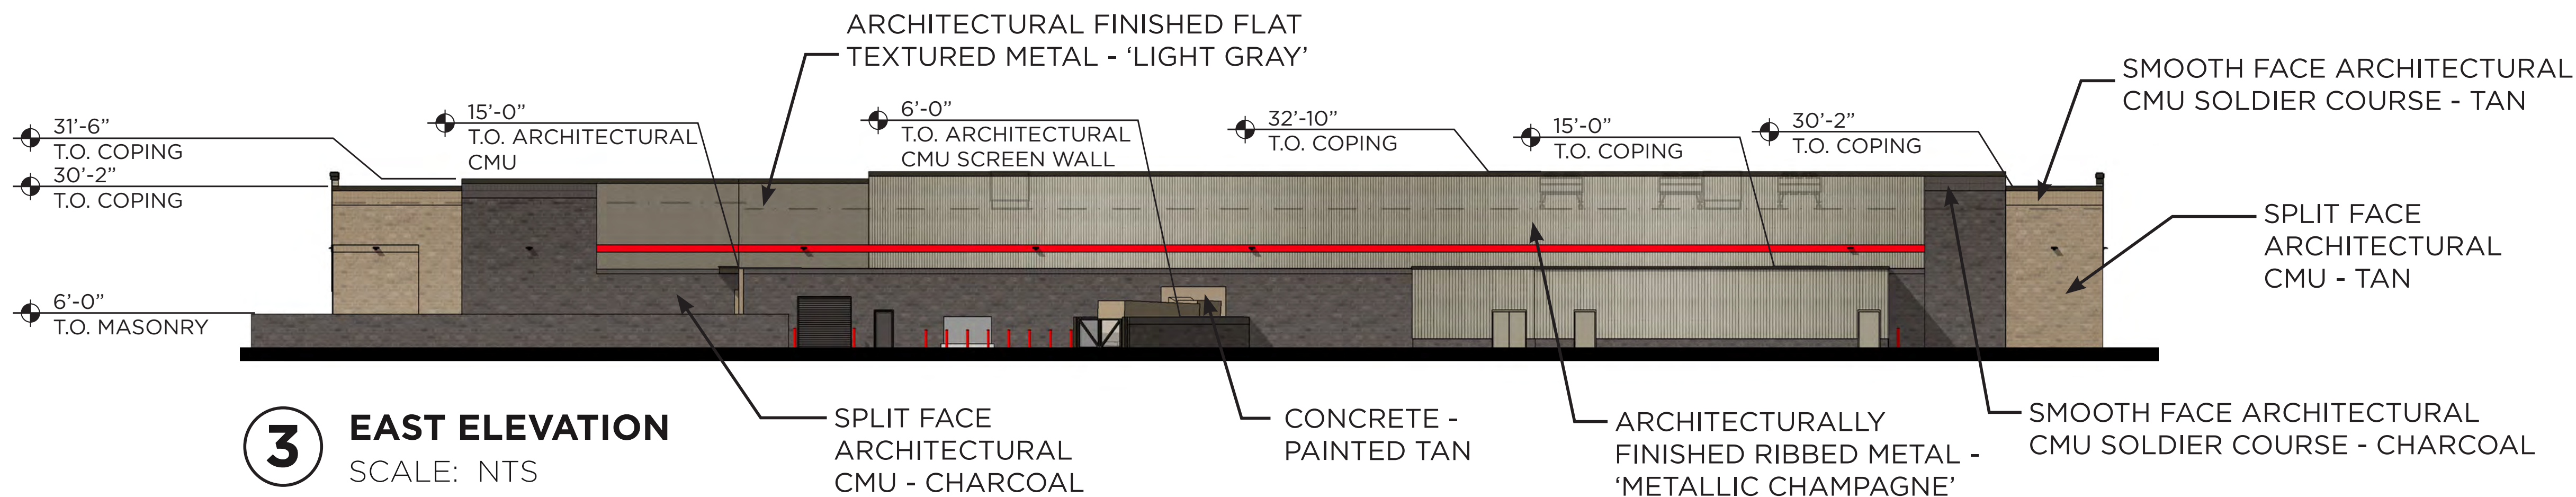 ARCHITECTURAL FINISHED FLAT
TEXTURED METAL - ‘LIGHT GRAY’
SMOOTH FACE ARCHITECTURAL
CMU SOLDIER COURSE - TAN
31’-6”
T.O. COPING
30’-2”
T.O. COPING
15’-0”
T.O. ARCHITECTURAL
CMU
6’-0”
T.O. ARCHITECTURAL
CMU SCREEN WALL
32’-10”
T.O. COPING
15’-0”
T.O. COPING
30’-2”
T.O. COPING
SPLIT FACE
ARCHITECTURAL
CMU - TAN
6’-0”
T.O. MASONRY
3
EAST ELEVATION
SCALE: NTS
SPLIT FACE
ARCHITECTURAL
CMU - CHARCOAL
CONCRETE -
PAINTED TAN
ARCHITECTURALLY
FINISHED RIBBED METAL -
‘METALLIC CHAMPAGNE’
SMOOTH FACE ARCHITECTURAL
CMU SOLDIER COURSE - CHARCOAL